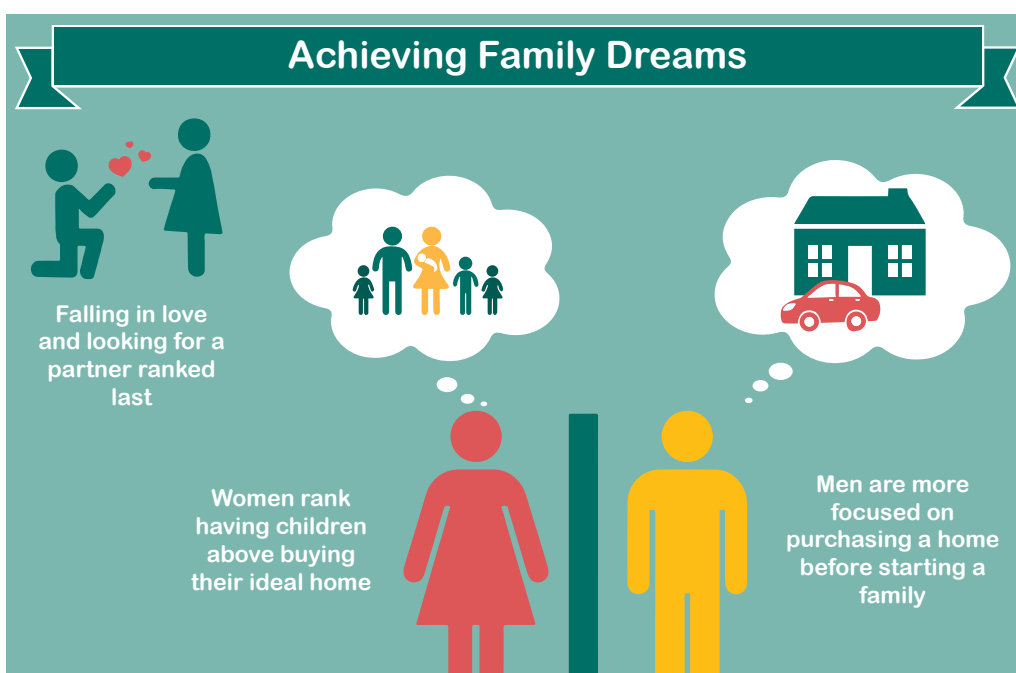 Achieving Family Dreams
Falling in love
and looking for a
partner ranked
last
Women rank
having children
above buying
their ideal home
Men are more
focused on
purchasing a home
before starting a
family